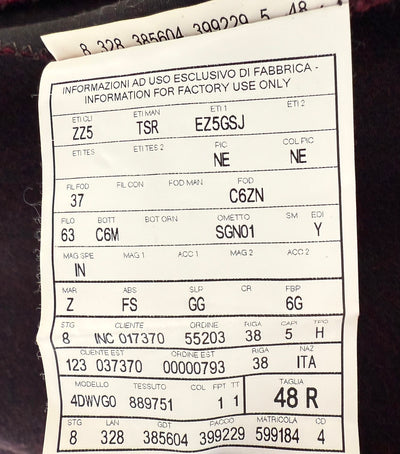 8 328 385604 399229 5 48
INFORMAZIONI AD USO ESCLUSIVO DI FABBRICA -
INFORMATION FOR FACTORY USE ONLY
ETI CLI ETI MAN ETI 1 ETI 2
ZZ5 TSR EZ5GSJ
ETI TES ETI TES 2 PIC COL PIC
NE NE
FIL FOD FIL CON FOD MAN FOD
37 C6ZN
FILO BOTT BOT ORN OMETTO SM EDI
63 C6M SGN01 Y
MAG SPE MAG 1 ACC 1 MAG 2 ACC 2
IN
MAR ABS SLP CR FBP
Z FS GG 6G
STG CLIENTE ORDINE RIGA CAPI TPO
8 INC 017370 55203 38 5 H
CLIENTE EST ORDINE EST RIGA NAZ
123 037370 00000793 38 ITA
MODELLO TESSUTO COL FPT TT TAGLIA
4DWVG0 889751 1 1 48 R
STG LAN GDT PACCO MATRICOLA CD
8 328 385604 399229 599184 4